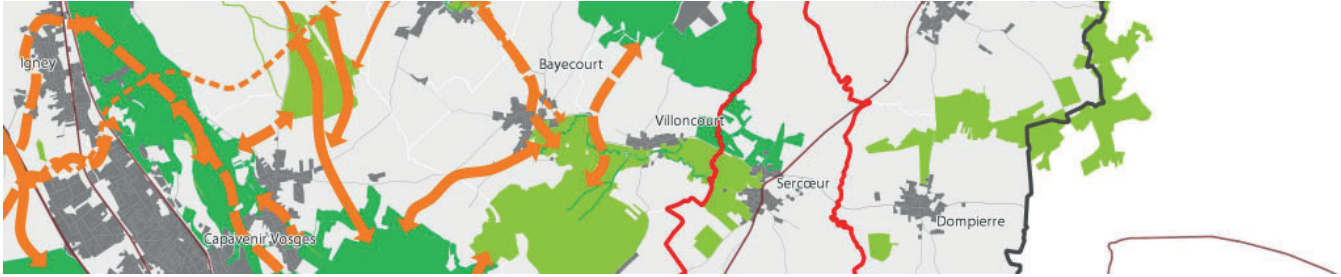 Igney
Bayecourt
Villoncourt
Sercœur
Dompierre
Capavenir Vosges